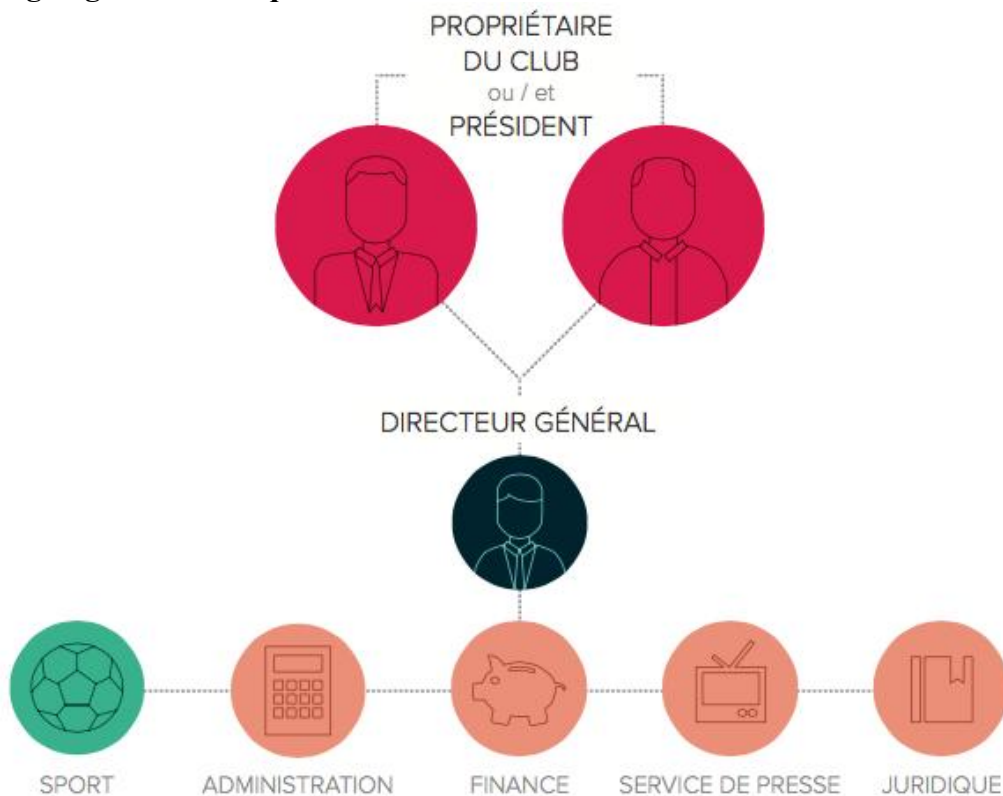 PROPRIÉTAIRE
DU CLUB
ou / et
PRÉSIDENT
DIRECTEUR GÉNÉRAL
SPORT
ADMINISTRATION
FINANCE
SERVICE DE PRESSE
JURIDIQUE